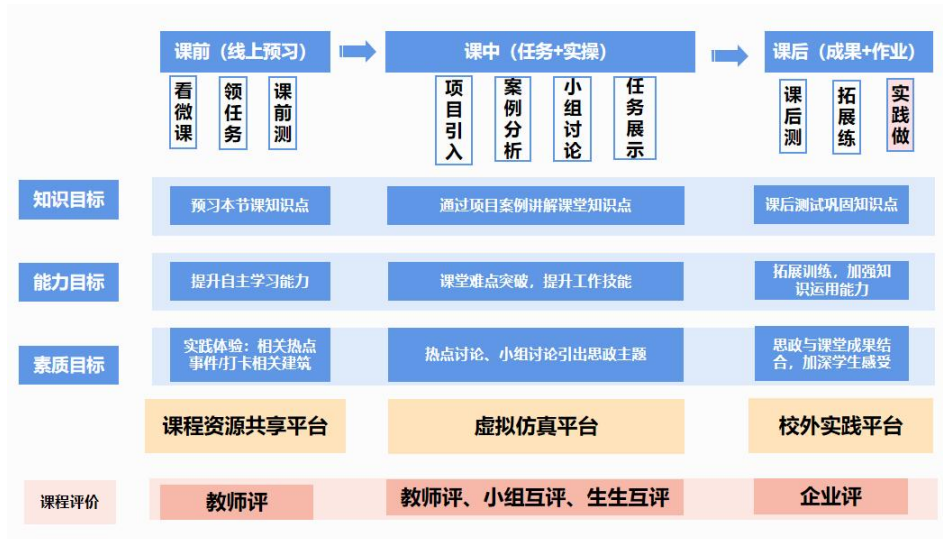 课前（线上预习）
课中（任务+实操）
课后（成果+作业）
看微课
领任务
课前测
项目引入
案例分析
小组讨论
任务展示
课后测
拓展练
实践做
知识目标
预习本节课知识点
通过项目案例讲解课堂知识点
课后测试巩固知识点
能力目标
提升自主学习能力
课堂难点突破，提升工作技能
拓展训练，加强知
识运用能力
素质目标
实践体验：相关热点
事件/打卡相关建筑
热点讨论、小组讨论引出思政主题
思政与课堂成果结
合，加深学生感受
课程资源共享平台
虚拟仿真平台
校外实践平台
课程评价
教师评
教师评、小组互评、生生互评
企业评